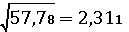 √57,78 = 2,311